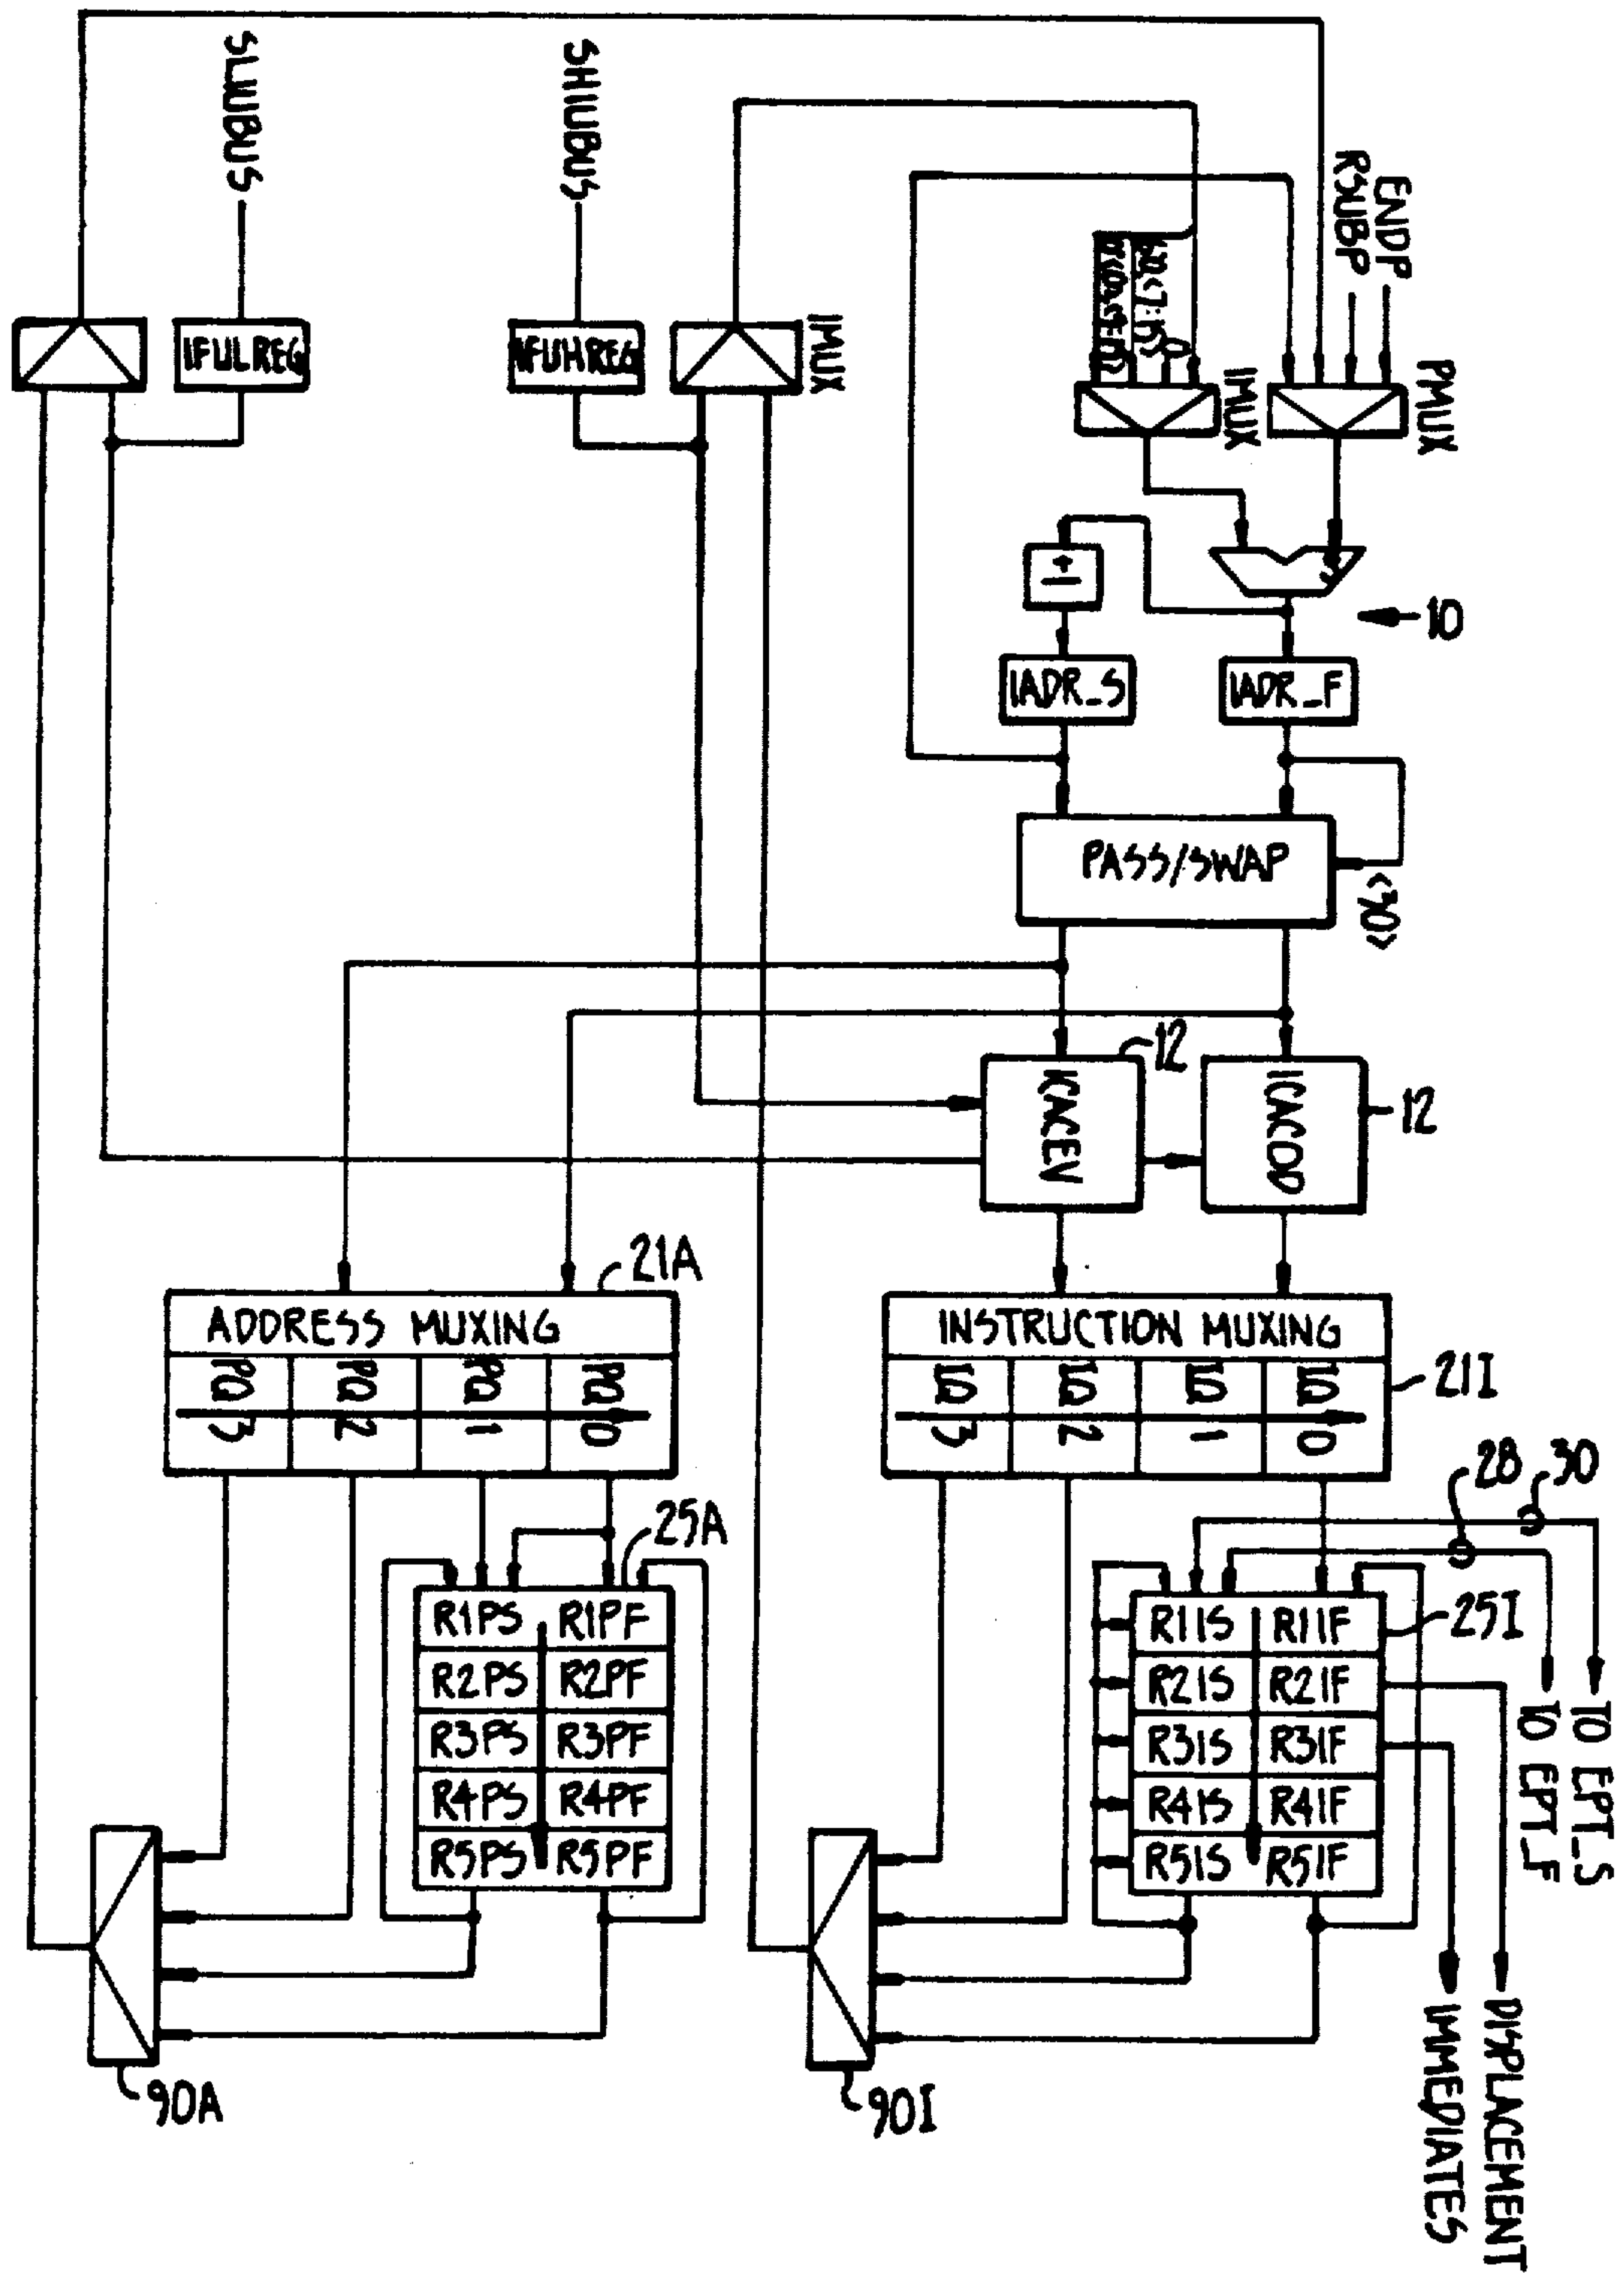 SLWBUS
SHIUBUS
RSUBP
ENDP
IFULREG
IFUHREG
IMUX
0
IMUX
PMUX
+1
10
IADR_S
IADR_F
PASS/SWAP
<30>
12
12
ICACEV
ICACOD
21A
ADDRESS MUXING
PQ3
PQ2
PQ1
PQ0
INSTRUCTION MUXING
IQ3
IQ2
IQ1
IQ0
21I
28
30
25A
R1PS R1PF
R2PS R2PF
R3PS R3PF
R4PS R4PF
R5PS R5PF
25I
R1IS R1IF
R2IS R2IF
R3IS R3IF
R4IS R4IF
R5IS R5IF
TO EPT_F
TO EPT_S
IMMEDIATES
DISPLACEMENT
90A
90I